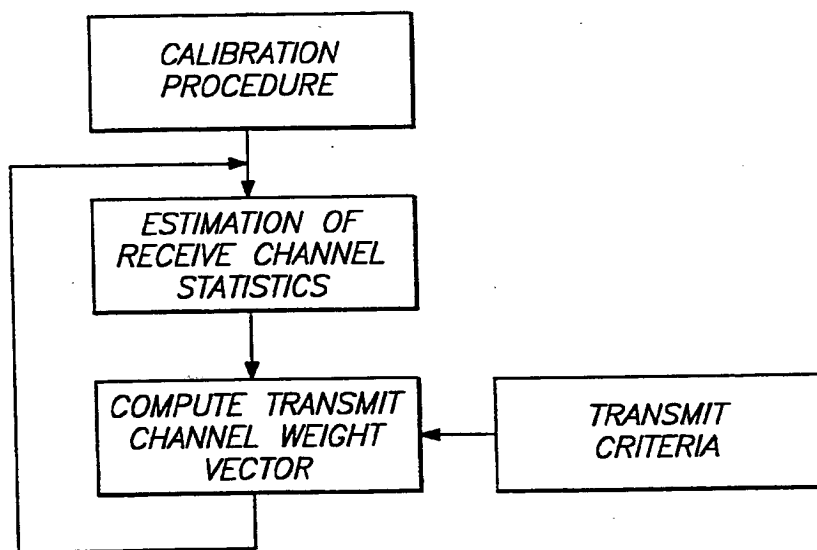 CALIBRATION
PROCEDURE
ESTIMATION OF
RECEIVE CHANNEL
STATISTICS
COMPUTE TRANSMIT
CHANNEL WEIGHT
VECTOR
TRANSMIT
CRITERIA